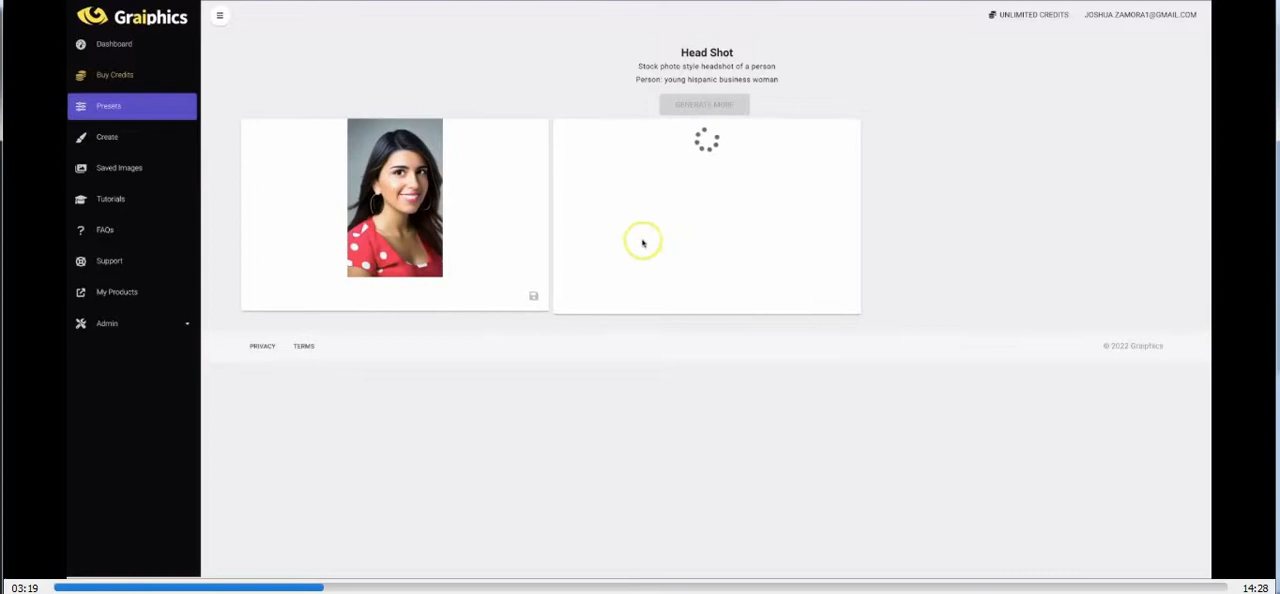 Graiphics
UNLIMITED CREDITS JOSHUA.ZAMORA1@GMAIL.COM
Dashboard
Buy Credits
Presets
Create
Saved Images
Tutorials
FAQs
Support
My Products
Admin
Head Shot
Stock photo style headshot of a person
Person: young hispanic business woman
GENERATE MORE
PRIVACY TERMS
© 2022 Graiphics
03:19 14:28